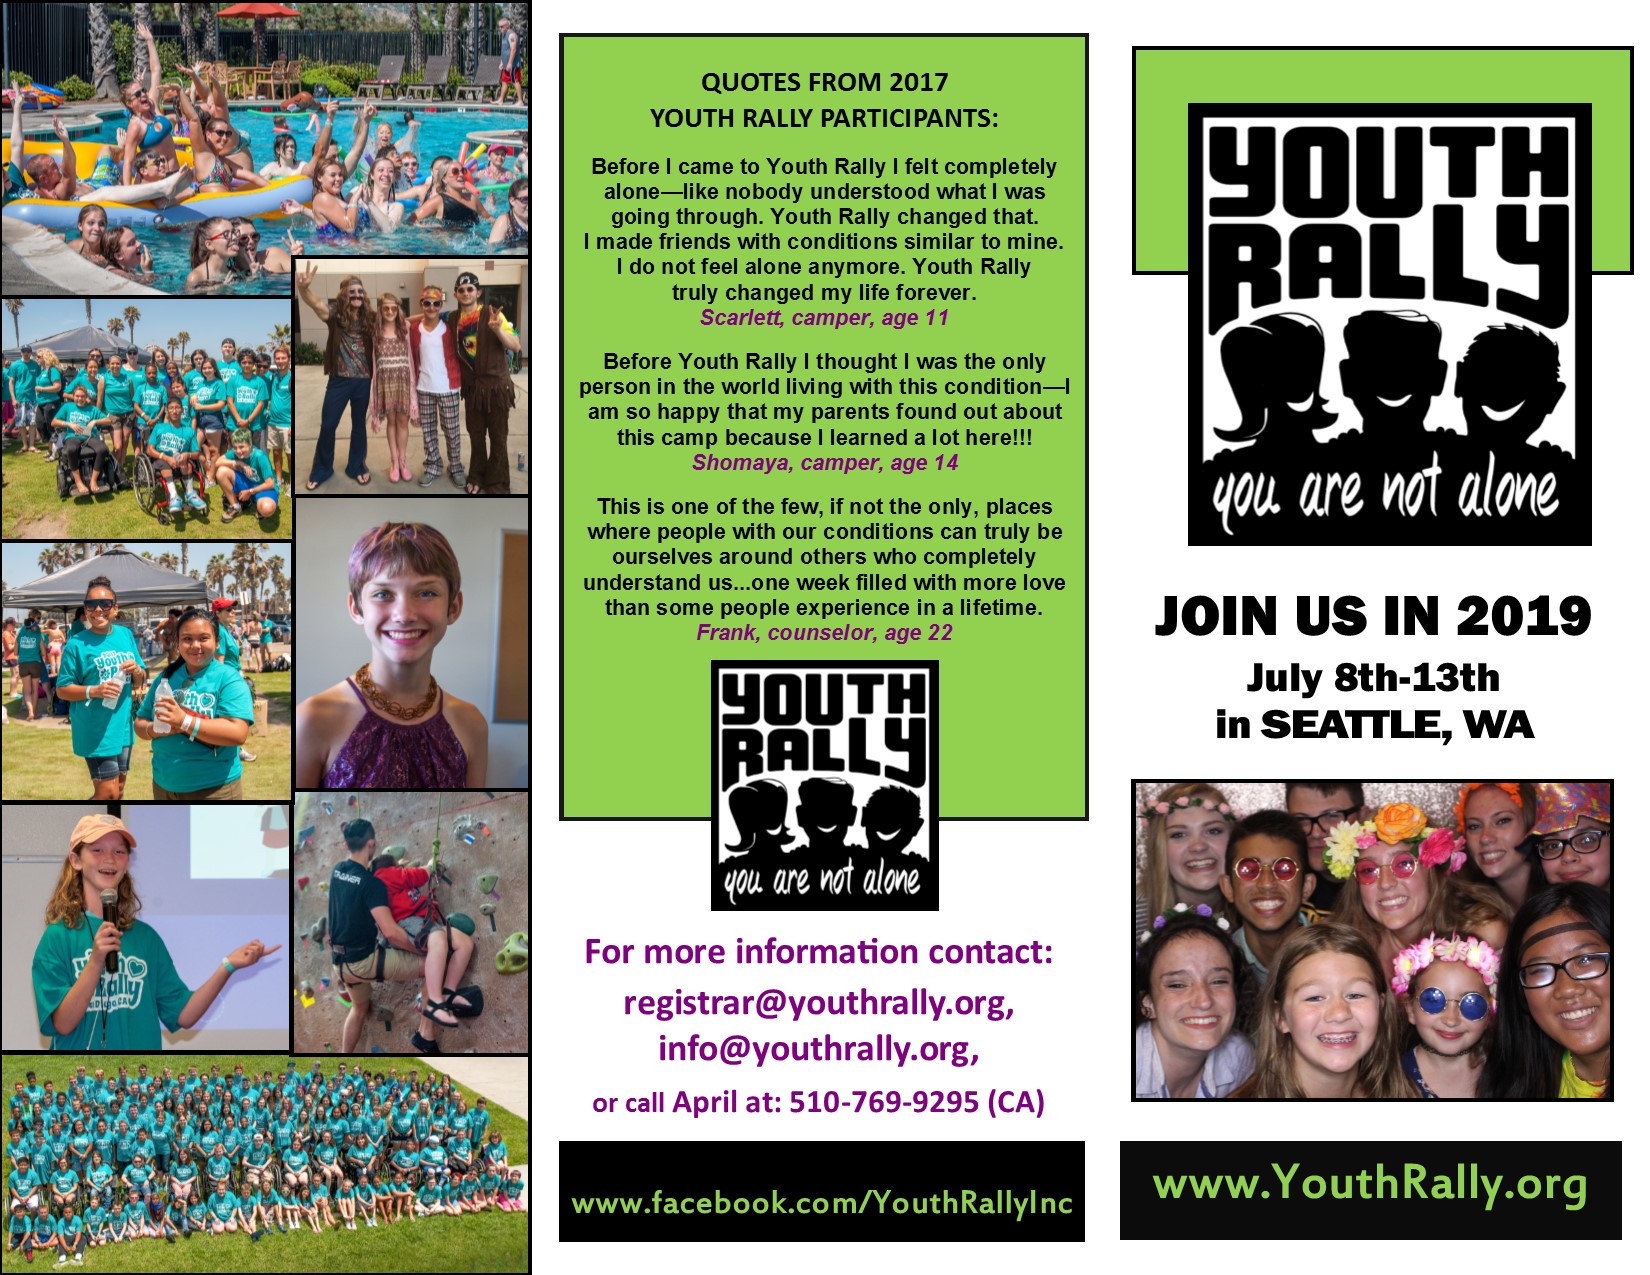 QUOTES FROM 2017
YOUTH RALLY PARTICIPANTS:
Before I came to Youth Rally I felt completely
alone—like nobody understood what I was
going through. Youth Rally changed that.
I made friends with conditions similar to mine.
I do not feel alone anymore. Youth Rally
truly changed my life forever.
Scarlett, camper, age 11
Before Youth Rally I thought I was the only
person in the world living with this condition—I
am so happy that my parents found out about
this camp because I learned a lot here!!!
Shomaya, camper, age 14
This is one of the few, if not the only, places
where people with our conditions can truly be
ourselves around others who completely
understand us...one week filled with more love
than some people experience in a lifetime.
Frank, counselor, age 22
YOUTH
RALLY
you are not alone
For more information contact:
registrar@youthrally.org,
info@youthrally.org,
or call April at: 510-769-9295 (CA)
www.facebook.com/YouthRallyInc
YOUTH
RALLY
you are not alone
JOIN US IN 2019
July 8th-13th
in SEATTLE, WA
www.YouthRally.org
TRAINER
Youth
Rally